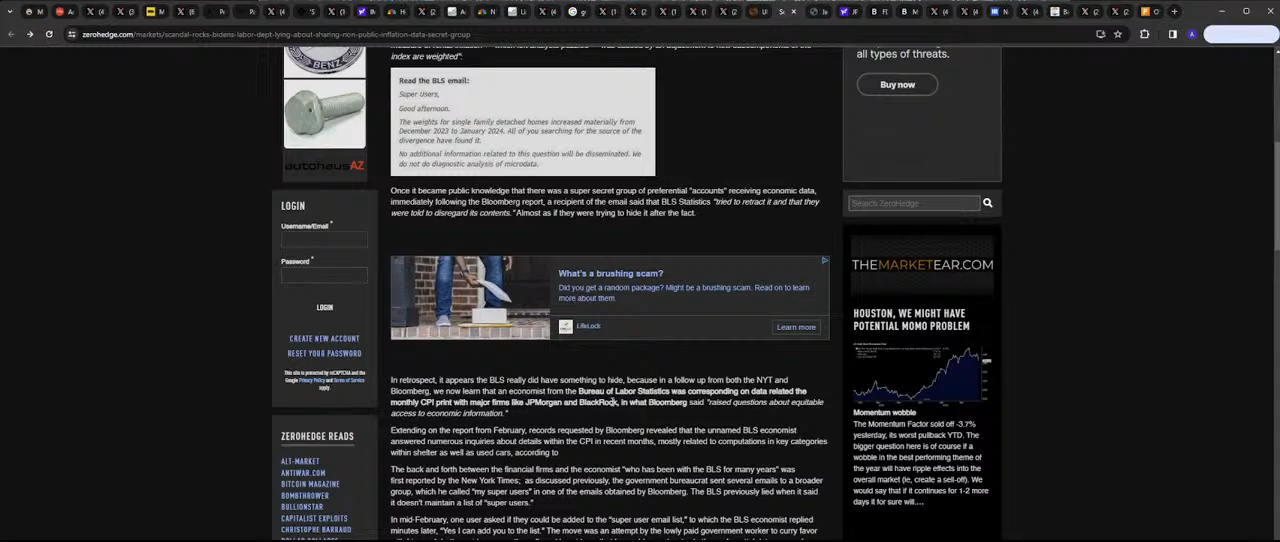 zerohedge.com/markets/scandal-rocks-bidens-labor-dept-lying-about-sharing-non-public-inflation-data-secret-group
index are weighted":
all types of threats.
Buy now
BENZ
autohausAZ
Read the BLS email:
Super Users,
Good afternoon.
The weights for single family detached homes increased materially from
December 2023 to January 2024. All of you searching for the source of the
divergence have found it.
No additional information related to this question will be disseminated. We
do not do diagnostic analysis of microdata.
Once it became public knowledge that there was a super secret group of preferential "accounts" receiving economic data,
immediately following the Bloomberg report, a recipient of the email said that BLS Statistics "tried to retract it and that they
were told to disregard its contents." Almost as if they were trying to hide it after the fact.
LOGIN
Username/Email *
Password *
LOGIN
CREATE NEW ACCOUNT
RESET YOUR PASSWORD
This site is protected by reCAPTCHA and the
Google Privacy Policy and Terms of Service
apply.
What's a brushing scam?
Did you get a random package? Might be a brushing scam. Read on to learn
more about them.
LifeLock
Learn more
Search ZeroHedge
THEMARKETEAR.COM
HOUSTON, WE MIGHT HAVE
POTENTIAL MOMO PROBLEM
Momentum wobble
The Momentum Factor sold off -3.7%
yesterday, its worst pullback YTD. The
bigger question here is of course if a
wobble in the best performing theme of
the year will have ripple effects into the
overall market (ie, create a sell-off). We
would say that if it continues for 1-2 more
days it for sure will....
In retrospect, it appears the BLS really did have something to hide, because in a follow up from both the NYT and
Bloomberg, we now learn that an economist from the Bureau of Labor Statistics was corresponding on data related the
monthly CPI print with major firms like JPMorgan and BlackRock, in what Bloomberg said "raised questions about equitable
access to economic information."
Extending on the report from February, records requested by Bloomberg revealed that the unnamed BLS economist
answered numerous inquiries about details within the CPI in recent months, mostly related to computations in key categories
within shelter as well as used cars, according to
The back and forth between the financial firms and the economist "who has been with the BLS for many years" was
first reported by the New York Times; as discussed previously, the government bureaucrat sent several emails to a broader
group, which he called "my super users" in one of the emails obtained by Bloomberg. The BLS previously lied when it said
it doesn't maintain a list of "super users."
In mid-February, one user asked if they could be added to the "super user email list," to which the BLS economist replied
minutes later, "Yes I can add you to the list." The move was an attempt by the lowly paid government worker to curry favor
ZEROHEDGE READS
ALT-MARKET
ANTIWAR.COM
BITCOIN MAGAZINE
BOMBTHROWER
BULLIONSTAR
CAPITALIST EXPLOITS
CHRISTOPHE BARRAUD